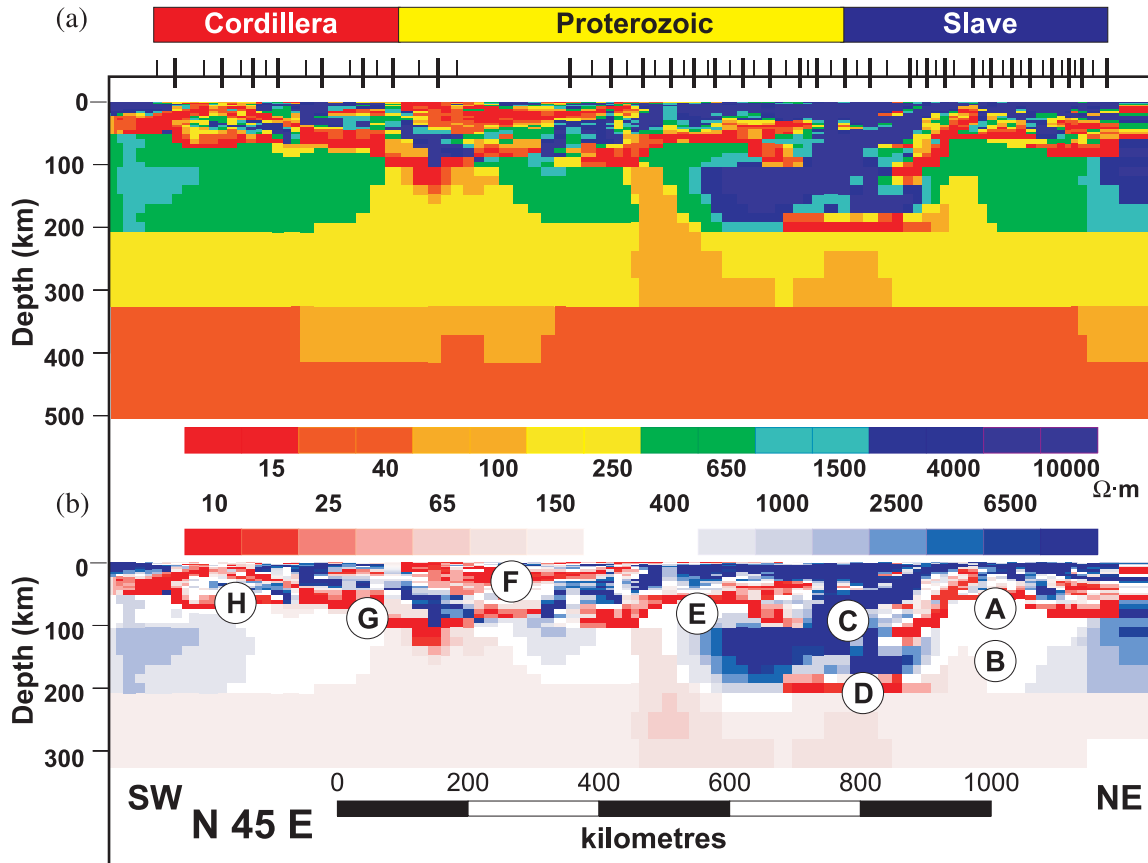 (a)
Cordillera Proterozoic Slave
0
100
200
300
400
500
Depth (km)
15 40 100 250 650 1500 4000 10000
Ω·m
(b)
10 25 65 150 400 1000 2500 6500
0
100
200
300
Depth (km)
H G F E C D A B
SW N 45 E NE
0 200 400 600 800 1000
kilometres